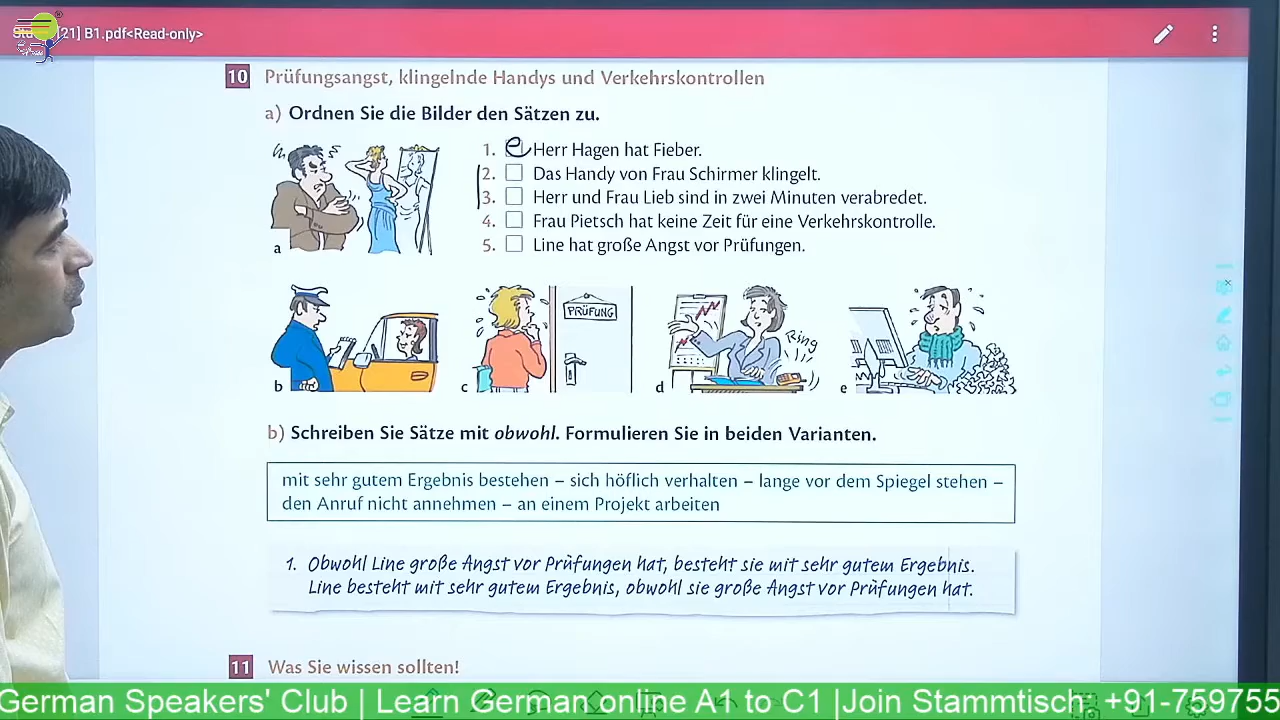 [21] B1.pdf<Read-only>
10 Prüfungsangst, klingelnde Handys und Verkehrskontrollen
a) Ordnen Sie die Bilder den Sätzen zu.
1. e Herr Hagen hat Fieber.
2. Das Handy von Frau Schirmer klingelt.
3. Herr und Frau Lieb sind in zwei Minuten verabredet.
4. Frau Pietsch hat keine Zeit für eine Verkehrskontrolle.
5. Line hat große Angst vor Prüfungen.
a
PRÜFUNG
Ring
b c d e
b) Schreiben Sie Sätze mit obwohl. Formulieren Sie in beiden Varianten.
mit sehr gutem Ergebnis bestehen – sich höflich verhalten – lange vor dem Spiegel stehen –
den Anruf nicht annehmen – an einem Projekt arbeiten
1. Obwohl Line große Angst vor Prüfungen hat, besteht sie mit sehr gutem Ergebnis.
Line besteht mit sehr gutem Ergebnis, obwohl sie große Angst vor Prüfungen hat.
11 Was Sie wissen sollten!
German Speakers' Club | Learn German online A1 to C1 |Join Stammtisch: +91-759755